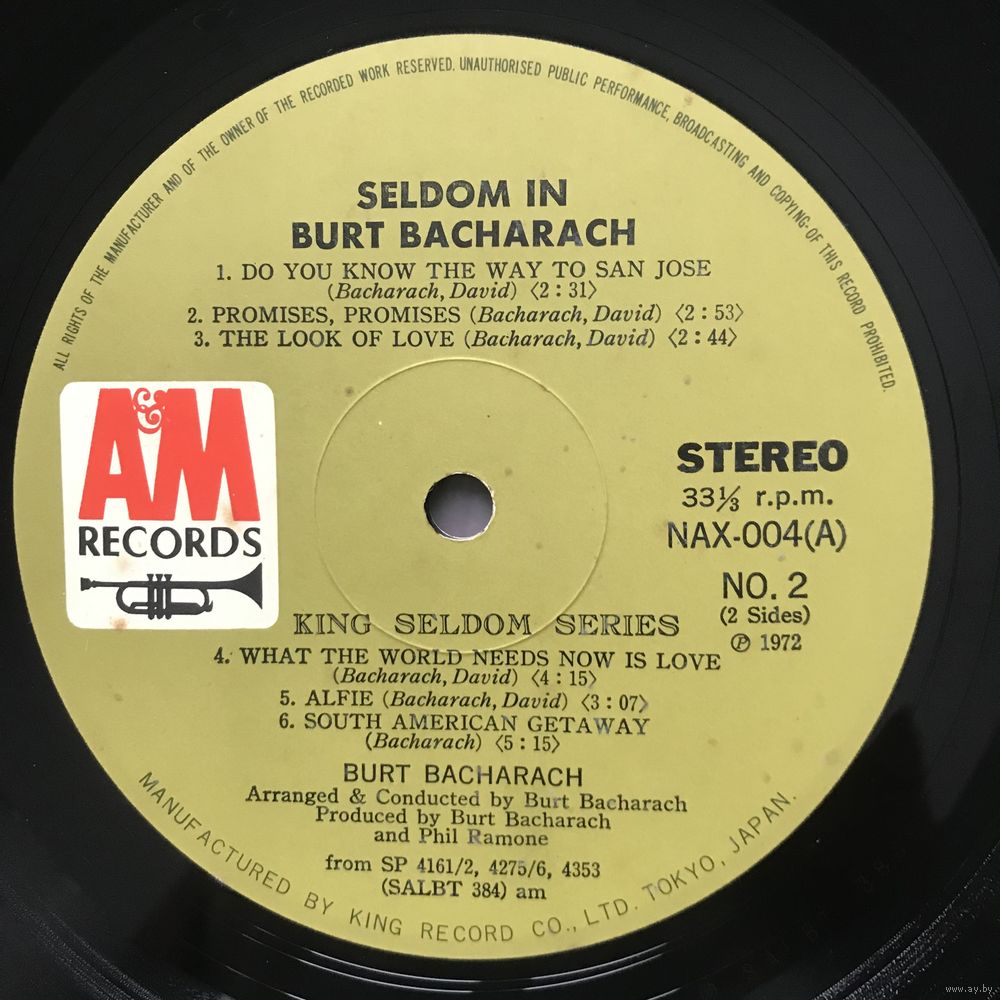 ALL RIGHTS OF THE MANUFACTURER AND OF THE OWNER OF THE RECORDED WORK RESERVED. UNAUTHORISED PUBLIC PERFORMANCE, BROADCASTING AND COPYING·OF THIS RECORD PROHIBITED.
SELDOM IN
BURT BACHARACH
1. DO YOU KNOW THE WAY TO SAN JOSE
(Bacharach, David) 〈2:31〉
2. PROMISES, PROMISES (Bacharach, David) 〈2:53〉
3. THE LOOK OF LOVE (Bacharach, David) 〈2:44〉
A&M
RECORDS
STEREO
33⅓ r.p.m.
NAX-004(A)
NO. 2
(2 Sides)
Ⓟ 1972
KING SELDOM SERIES
4. WHAT THE WORLD NEEDS NOW IS LOVE
(Bacharach, David) 〈4:15〉
5. ALFIE (Bacharach, David) 〈3:07〉
6. SOUTH AMERICAN GETAWAY
(Bacharach) 〈5:15〉
BURT BACHARACH
Arranged & Conducted by Burt Bacharach
Produced by Burt Bacharach
and Phil Ramone
from SP 4161/2, 4275/6, 4353
(SALBT 384) am
MANUFACTURED BY KING RECORD CO., LTD. TOKYO, JAPAN.
www.ay.by